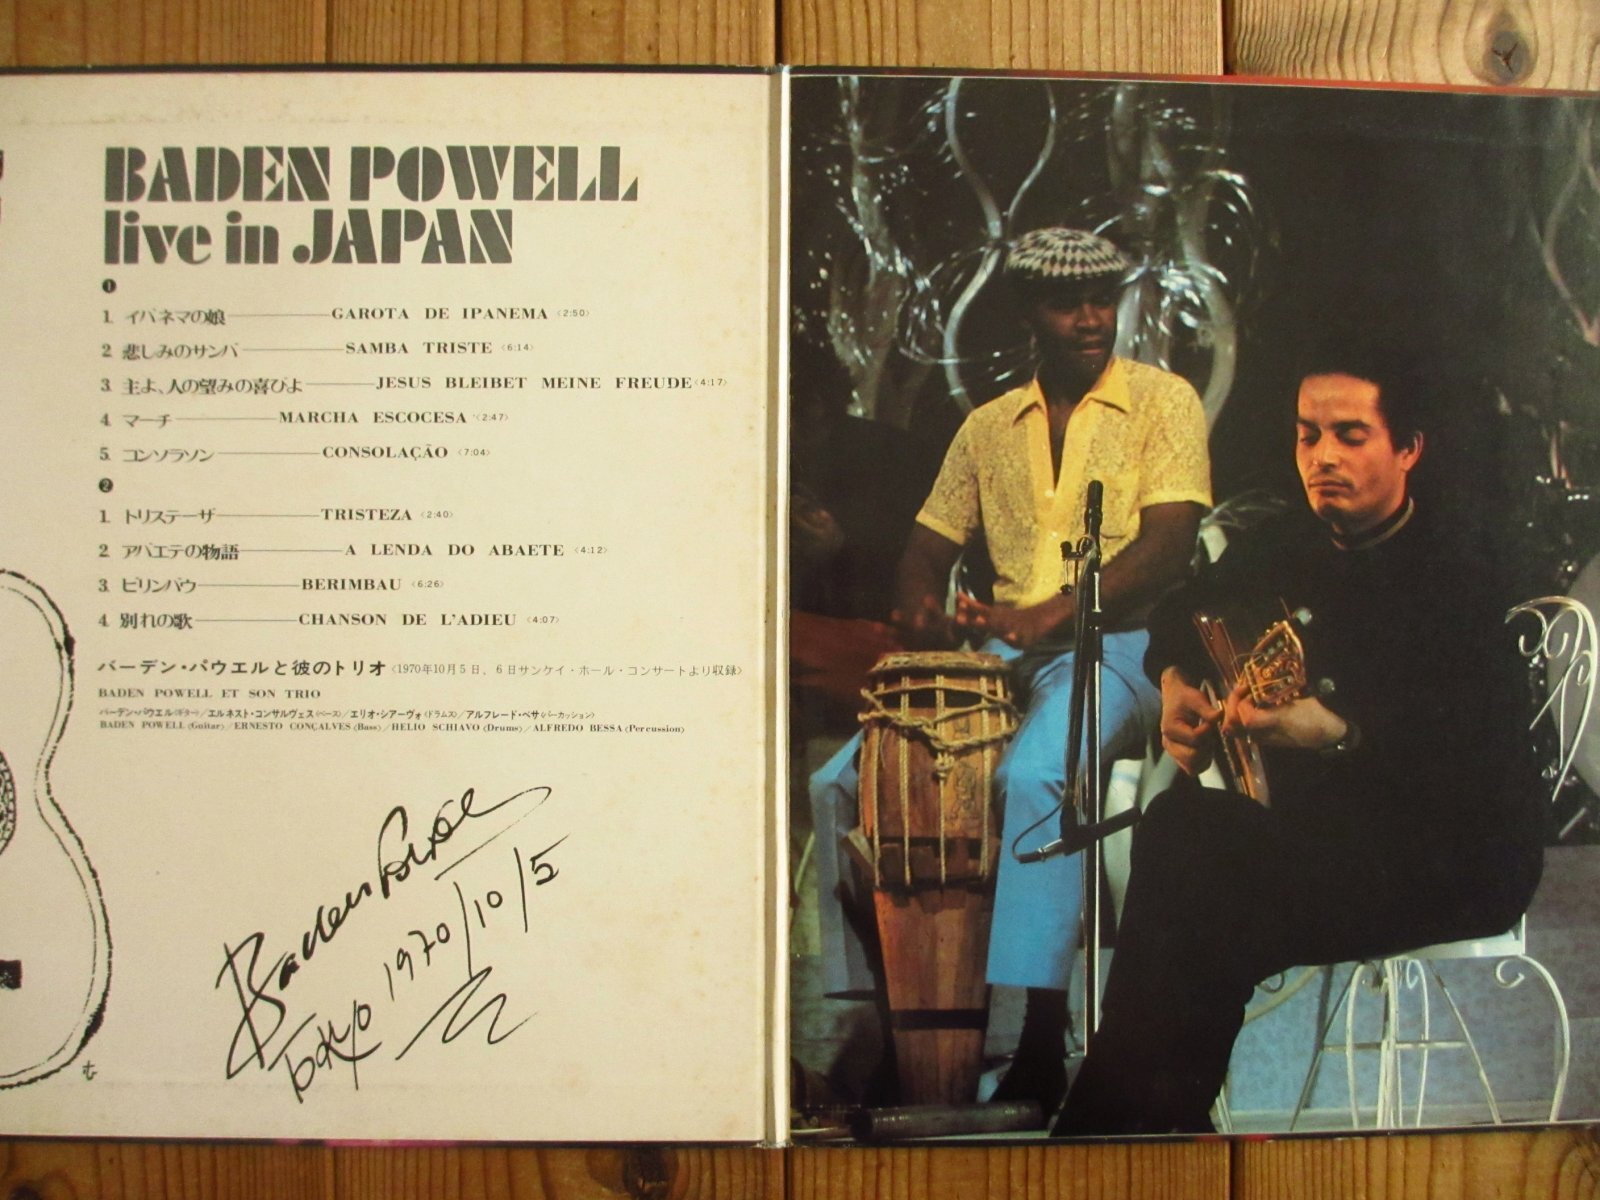 BADEN POWELL
live in JAPAN
❶
1. イパネマの娘 GAROTA DE IPANEMA 〈2:50〉
2. 悲しみのサンバ SAMBA TRISTE 〈6:14〉
3. 主よ、人の望みの喜びよ JESUS BLEIBET MEINE FREUDE 〈4:17〉
4. マーチ MARCHA ESCOCESA 〈2:47〉
5. コンソラソン CONSOLAÇÃO 〈7:04〉
❷
1. トリステーザ TRISTEZA 〈2:40〉
2. アバエテの物語 A LENDA DO ABAETE 〈4:12〉
3. ビリンバウ BERIMBAU 〈6:26〉
4. 別れの歌 CHANSON DE L'ADIEU 〈4:07〉
バーデン・パウエルと彼のトリオ〈1970年10月5日、6日サンケイ・ホール・コンサートより収録〉
BADEN POWELL ET SON TRIO
バーデン・パウエル(ギター)/エルネスト・コンサルヴェス(ベース)/エリオ・シアーヴォ(ドラムス)/アルフレード・ベサ(パーカッション)
BADEN POWELL (Guitar) / ERNESTO CONÇALVES (Bass) / HELIO SCHIAVO (Drums) / ALFREDO BESSA (Percussion)
Baden Powell
Tokyo 1970/10/5
む